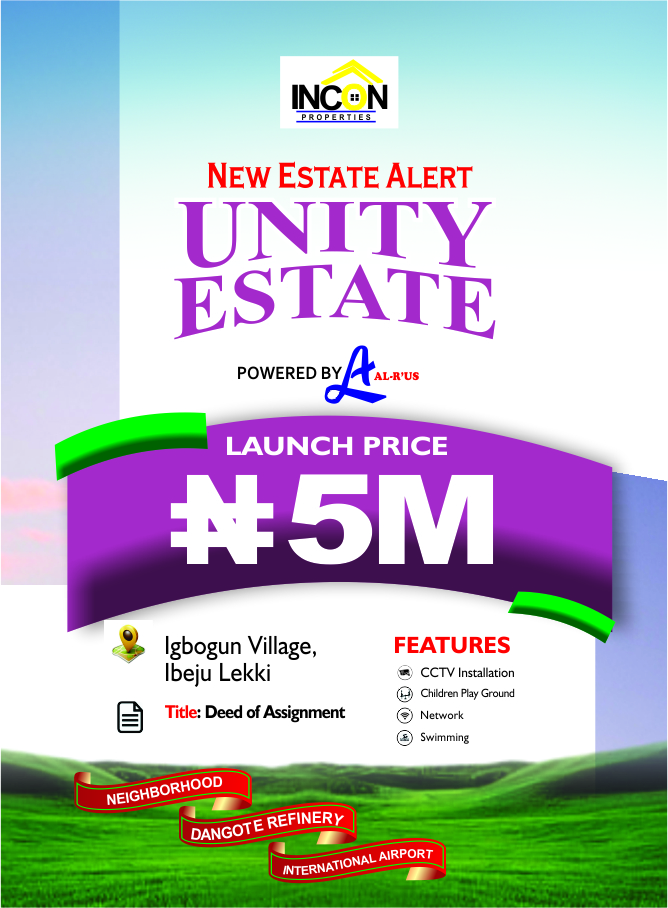 INCON
PROPERTIES
NEW ESTATE ALERT
UNITY
ESTATE
POWERED BY A AL-R'US
LAUNCH PRICE
₦5M
Igbogun Village,
Ibeju Lekki
Title: Deed of Assignment
FEATURES
CCTV Installation
Children Play Ground
Network
Swimming
NEIGHBORHOOD
DANGOTE REFINERY
INTERNATIONAL AIRPORT